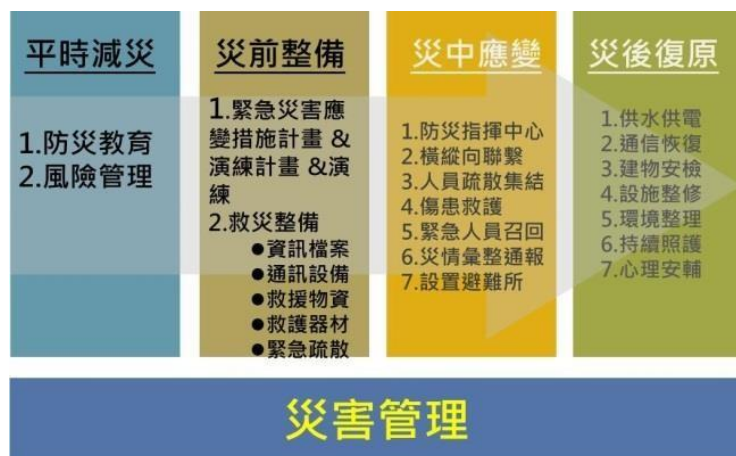 平時減災
1.防災教育
2.風險管理
災前整備
1.緊急災害應
變措施計畫 &
演練計畫 &演
練
2.救災整備
●資訊檔案
●通訊設備
●救援物資
●救護器材
●緊急疏散
災中應變
1.防災指揮中心
2.橫縱向聯繫
3.人員疏散集結
4.傷患救護
5.緊急人員召回
6.災情彙整通報
7.設置避難所
災後復原
1.供水供電
2.通信恢復
3.建物安檢
4.設施整修
5.環境整理
6.持續照護
7.心理安輔
災害管理